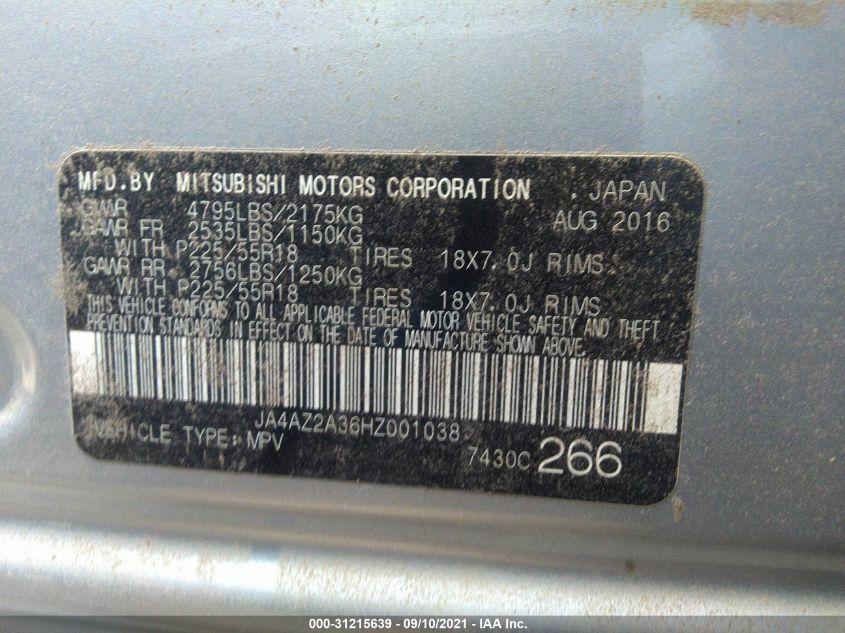 MFD.BY MITSUBISHI MOTORS CORPORATION . JAPAN
GVWR 4795LBS/2175KG AUG 2016
GAWR FR 2535LBS/1150KG
WITH P225/55R18 TIRES 18X7.0J RIMS.
GAWR RR 2756LBS/1250KG
WITH P225/55R18 TIRES 18X7.0J RIMS
THIS VEHICLE CONFORMS TO ALL APPLICABLE FEDERAL MOTOR VEHICLE SAFETY AND THEFT
PREVENTION STANDARDS IN EFFECT ON THE DATE OF MANUFACTURE SHOWN ABOVE.
JA4AZ2A36HZ001038
VEHICLE TYPE: MPV 7430C 266
000-31215639 - 09/10/2021 - IAA Inc.